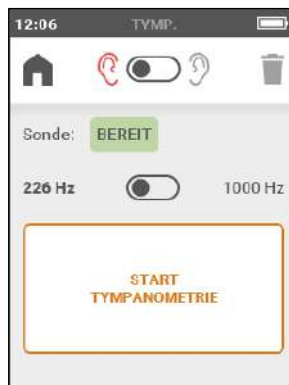 12:06 TYMP.
Sonde: BEREIT
226 Hz 1000 Hz
START
TYMPANOMETRIE